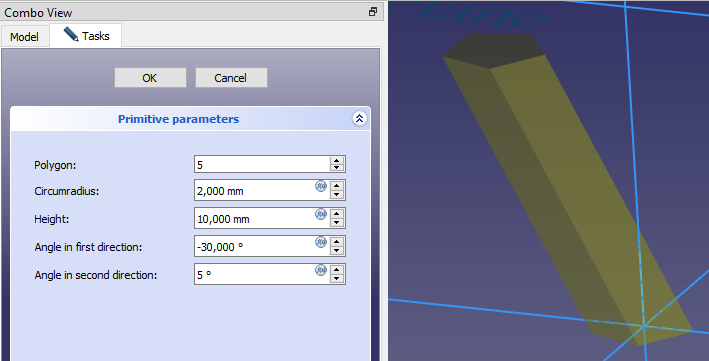 Combo View
Model
Tasks
OK
Cancel
Primitive parameters
Polygon: 5
Circumradius: 2,000 mm
Height: 10,000 mm
Angle in first direction: -30,000 °
Angle in second direction: 5 °